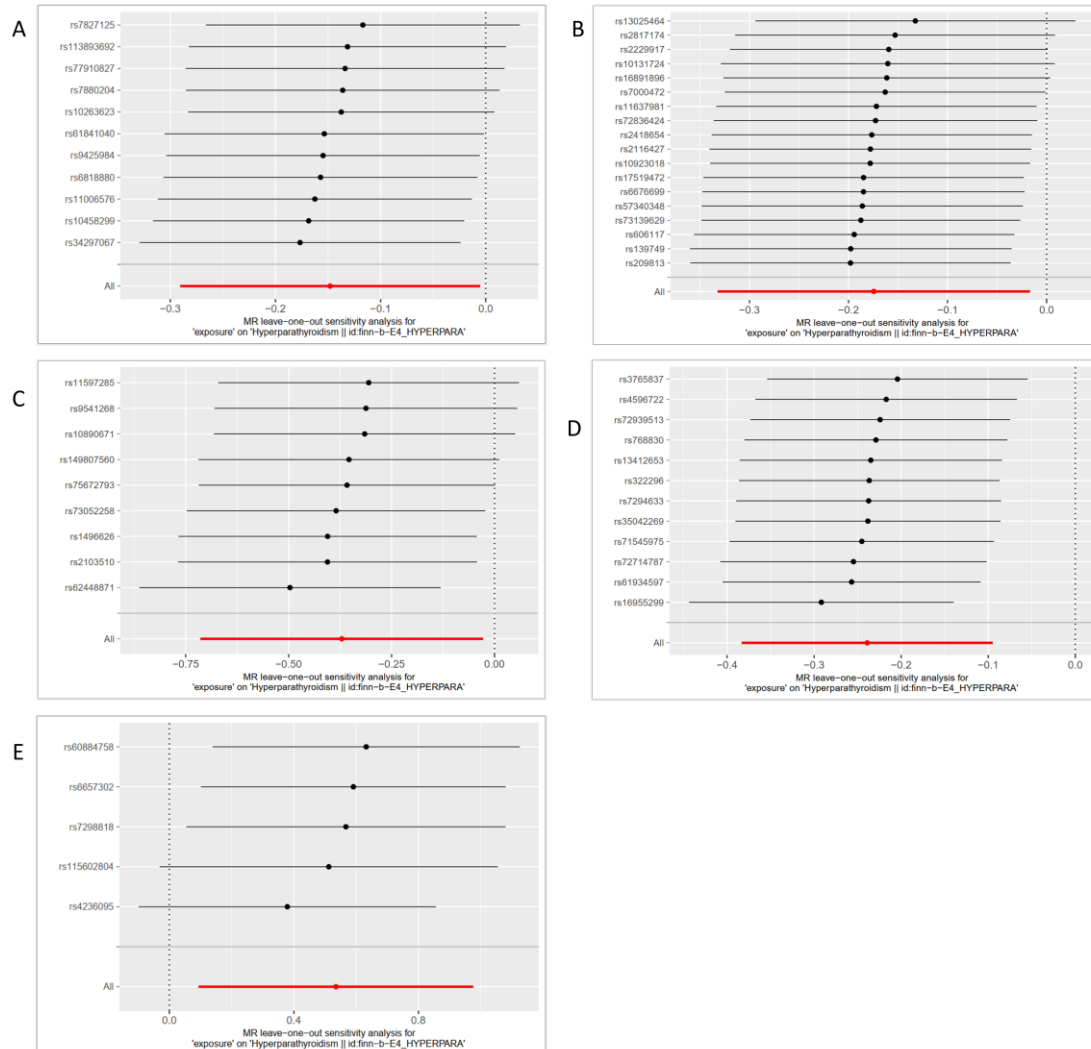 A
rs7827125
rs113893692
rs77910827
rs7880204
rs10263623
rs61841040
rs9425984
rs6818880
rs11006576
rs10458299
rs34297067
All
−0.3 −0.2 −0.1 0.0
MR leave−one−out sensitivity analysis for
'exposure' on 'Hyperparathyroidism || id:finn−b−E4_HYPERPARA'
B
rs13025464
rs2817174
rs2229917
rs10131724
rs16891896
rs7000472
rs11637981
rs72836424
rs2418654
rs2116427
rs10923018
rs17519472
rs6676699
rs57340348
rs73139629
rs606117
rs139749
rs209813
All
−0.3 −0.2 −0.1 0.0
MR leave−one−out sensitivity analysis for
'exposure' on 'Hyperparathyroidism || id:finn−b−E4_HYPERPARA'
C
rs11597285
rs9541268
rs10890671
rs149807560
rs75672793
rs73052258
rs1496626
rs2103510
rs62448871
All
−0.75 −0.50 −0.25 0.00
MR leave−one−out sensitivity analysis for
'exposure' on 'Hyperparathyroidism || id:finn−b−E4_HYPERPARA'
D
rs3765837
rs4596722
rs72939513
rs768830
rs13412653
rs322296
rs7294633
rs35042269
rs71545975
rs72714787
rs61934597
rs16955299
All
−0.4 −0.3 −0.2 −0.1 0.0
MR leave−one−out sensitivity analysis for
'exposure' on 'Hyperparathyroidism || id:finn−b−E4_HYPERPARA'
E
rs60884758
rs6657302
rs7298818
rs115602804
rs4236095
All
0.0 0.4 0.8
MR leave−one−out sensitivity analysis for
'exposure' on 'Hyperparathyroidism || id:finn−b−E4_HYPERPARA'